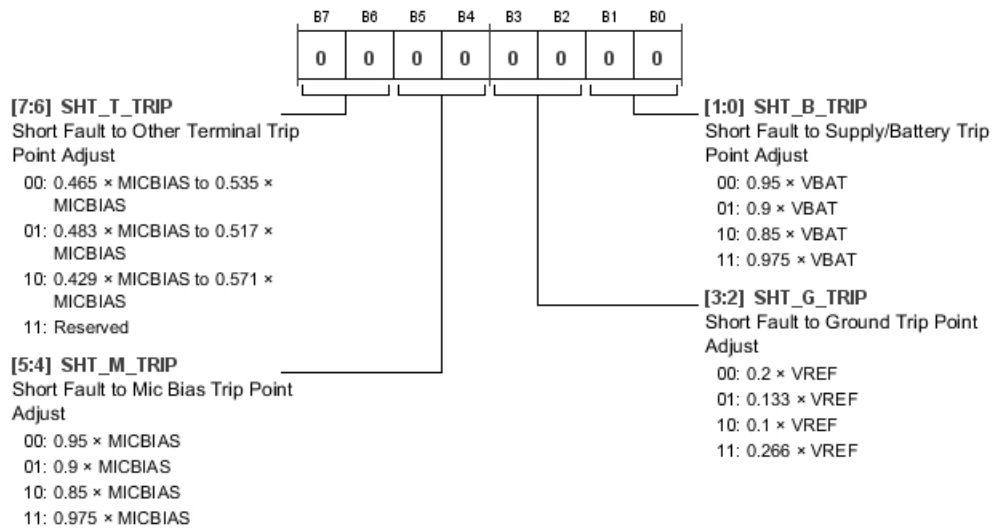 B7 B6 B5 B4 B3 B2 B1 B0
0 0 0 0 0 0 0 0
[7:6] SHT_T_TRIP
Short Fault to Other Terminal Trip
Point Adjust
00: 0.465 × MICBIAS to 0.535 ×
MICBIAS
01: 0.483 × MICBIAS to 0.517 ×
MICBIAS
10: 0.429 × MICBIAS to 0.571 ×
MICBIAS
11: Reserved
[5:4] SHT_M_TRIP
Short Fault to Mic Bias Trip Point
Adjust
00: 0.95 × MICBIAS
01: 0.9 × MICBIAS
10: 0.85 × MICBIAS
11: 0.975 × MICBIAS
[1:0] SHT_B_TRIP
Short Fault to Supply/Battery Trip
Point Adjust
00: 0.95 × VBAT
01: 0.9 × VBAT
10: 0.85 × VBAT
11: 0.975 × VBAT
[3:2] SHT_G_TRIP
Short Fault to Ground Trip Point
Adjust
00: 0.2 × VREF
01: 0.133 × VREF
10: 0.1 × VREF
11: 0.266 × VREF